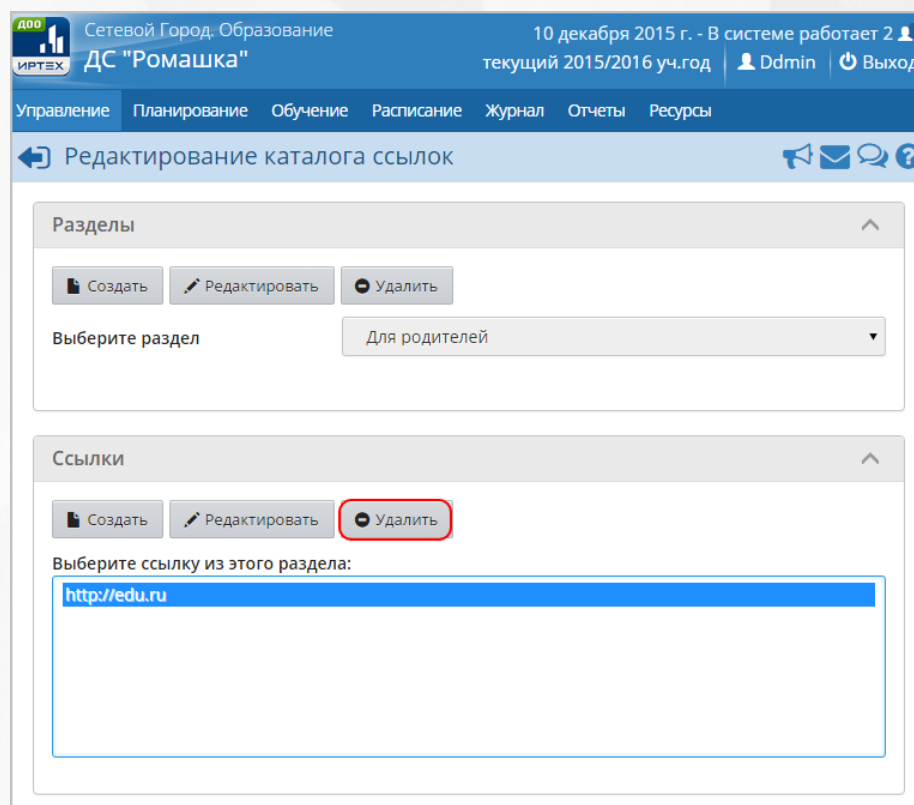 ДОО
ИРТЕХ
Сетевой Город. Образование
ДС "Ромашка"
10 декабря 2015 г. - В системе работает 2
текущий 2015/2016 уч.год
Ddmin
Выход
Управление Планирование Обучение Расписание Журнал Отчеты Ресурсы
Редактирование каталога ссылок
Разделы
Создать Редактировать Удалить
Выберите раздел Для родителей
Ссылки
Создать Редактировать Удалить
Выберите ссылку из этого раздела:
http://edu.ru